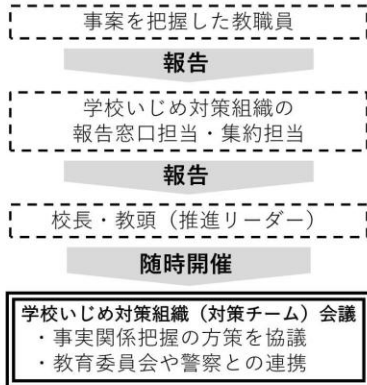 事案を把握した教職員
報告
学校いじめ対策組織の
報告窓口担当・集約担当
報告
校長・教頭（推進リーダー）
随時開催
学校いじめ対策組織（対策チーム）会議
・事実関係把握の方策を協議
・教育委員会や警察との連携